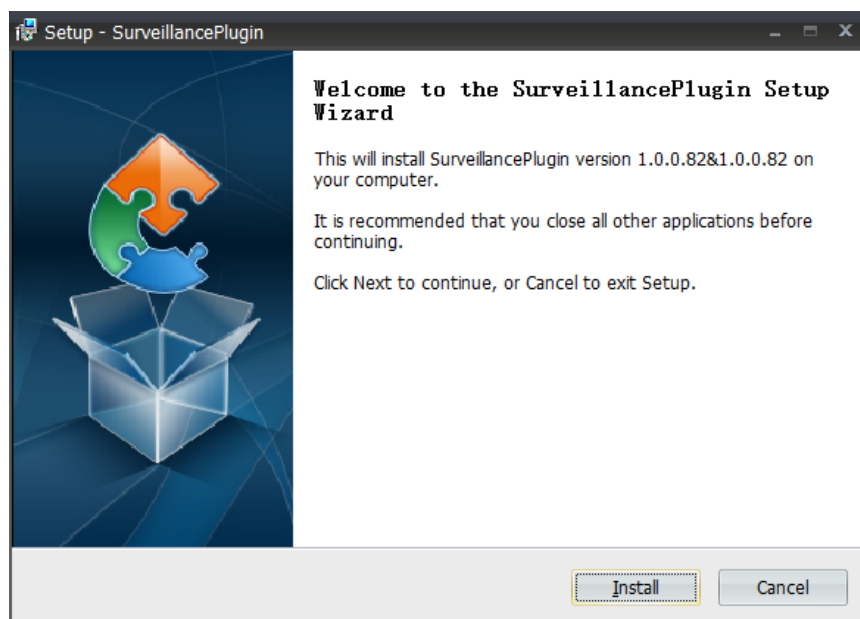 Setup - SurveillancePlugin
Welcome to the SurveillancePlugin Setup
Wizard
This will install SurveillancePlugin version 1.0.0.82&1.0.0.82 on
your computer.
It is recommended that you close all other applications before
continuing.
Click Next to continue, or Cancel to exit Setup.
Install
Cancel